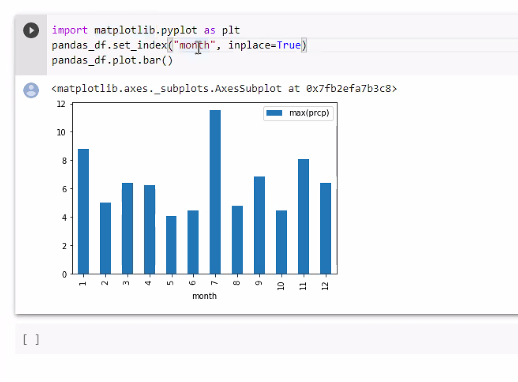 import matplotlib.pyplot as plt
pandas_df.set_index("month", inplace=True)
pandas_df.plot.bar()
<matplotlib.axes._subplots.AxesSubplot at 0x7fb2efa7b3c8>
12
max(prcp)
10
8
6
4
2
0
1 2 3 4 5 6 7 8 9 10 11 12
month
[ ]